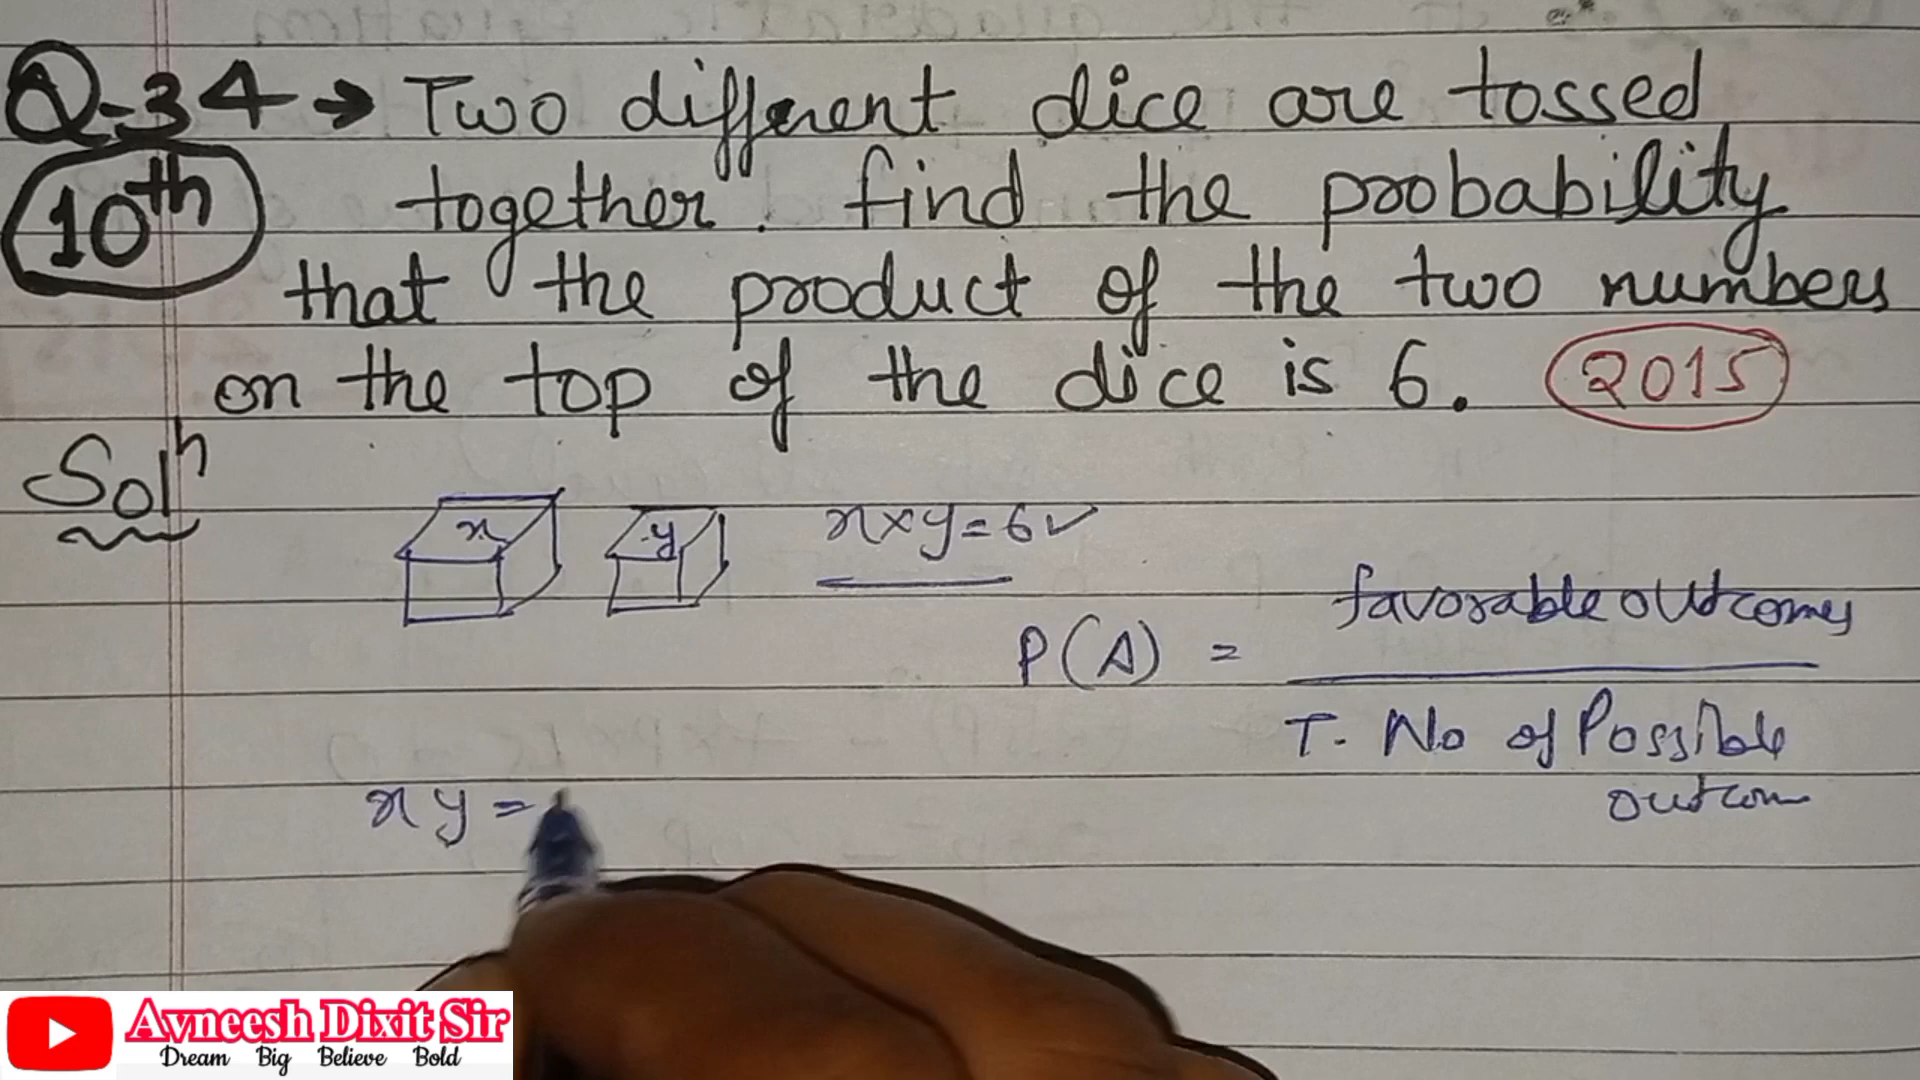 Q-34 → Two different dice are tossed
10th together. find the probability
that the product of the two numbers
on the top of the dice is 6. 2015
Solⁿ
x y x×y=6✓
P(A) = favorable outcomes
T. No of Possible
outcom
xy =
Avneesh Dixit Sir
Dream Big Believe Bold